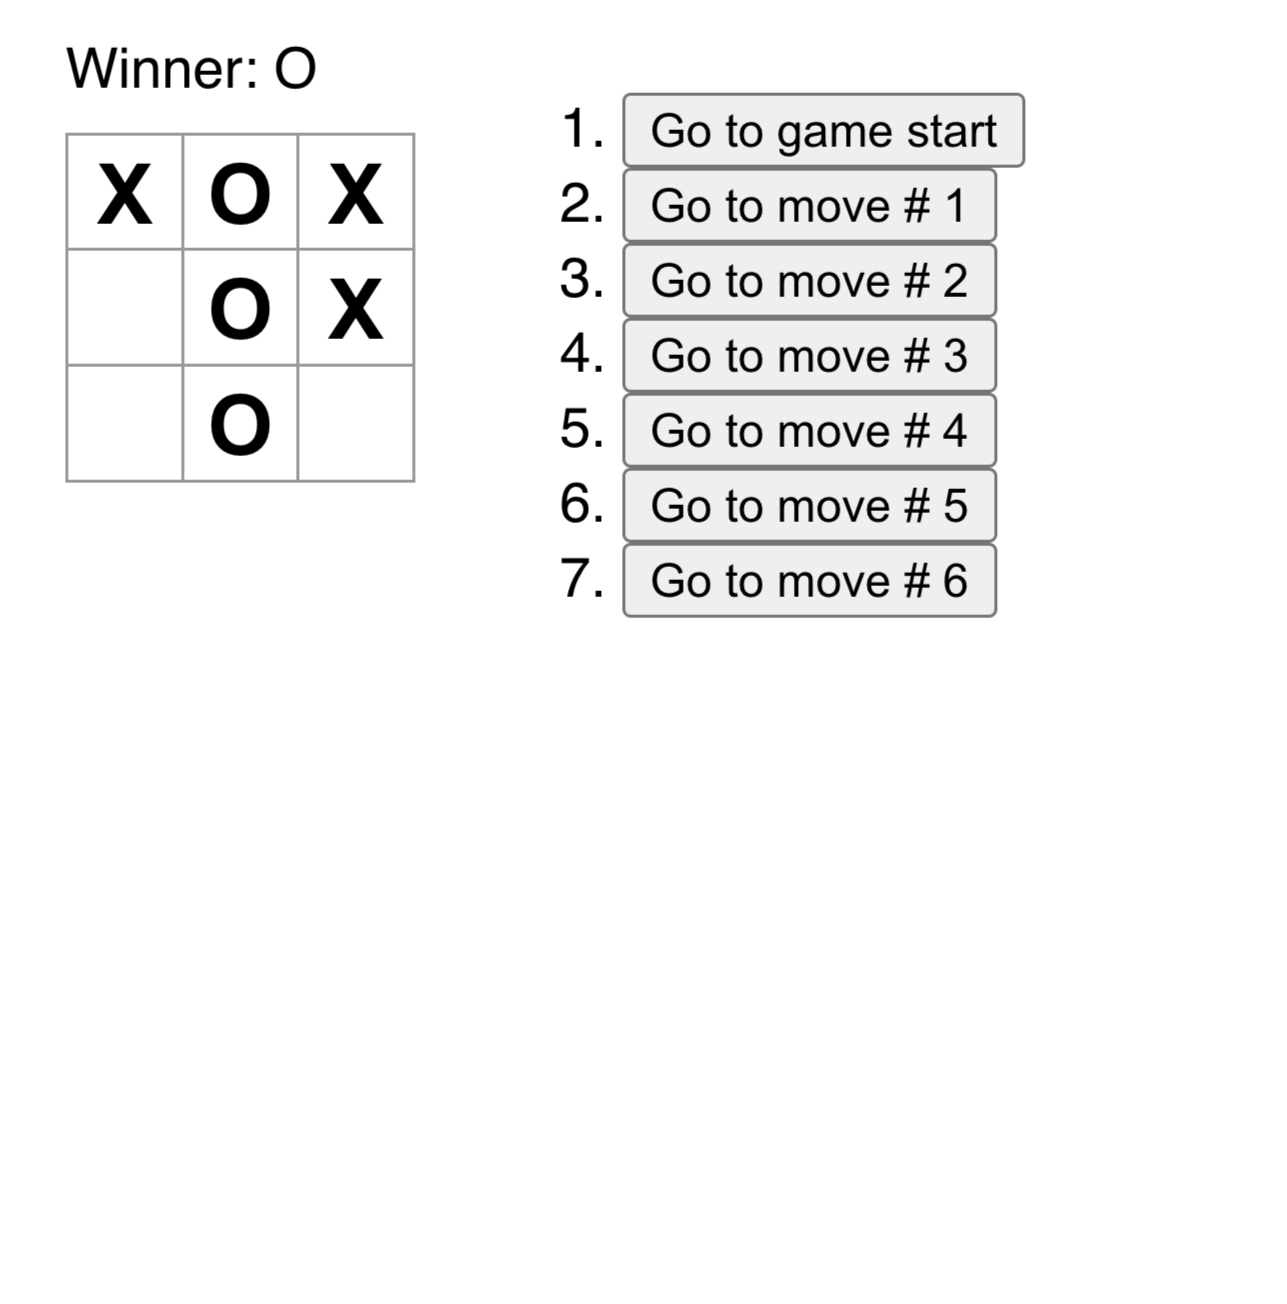 Winner: O
X O X
O X
O
1. Go to game start
2. Go to move # 1
3. Go to move # 2
4. Go to move # 3
5. Go to move # 4
6. Go to move # 5
7. Go to move # 6